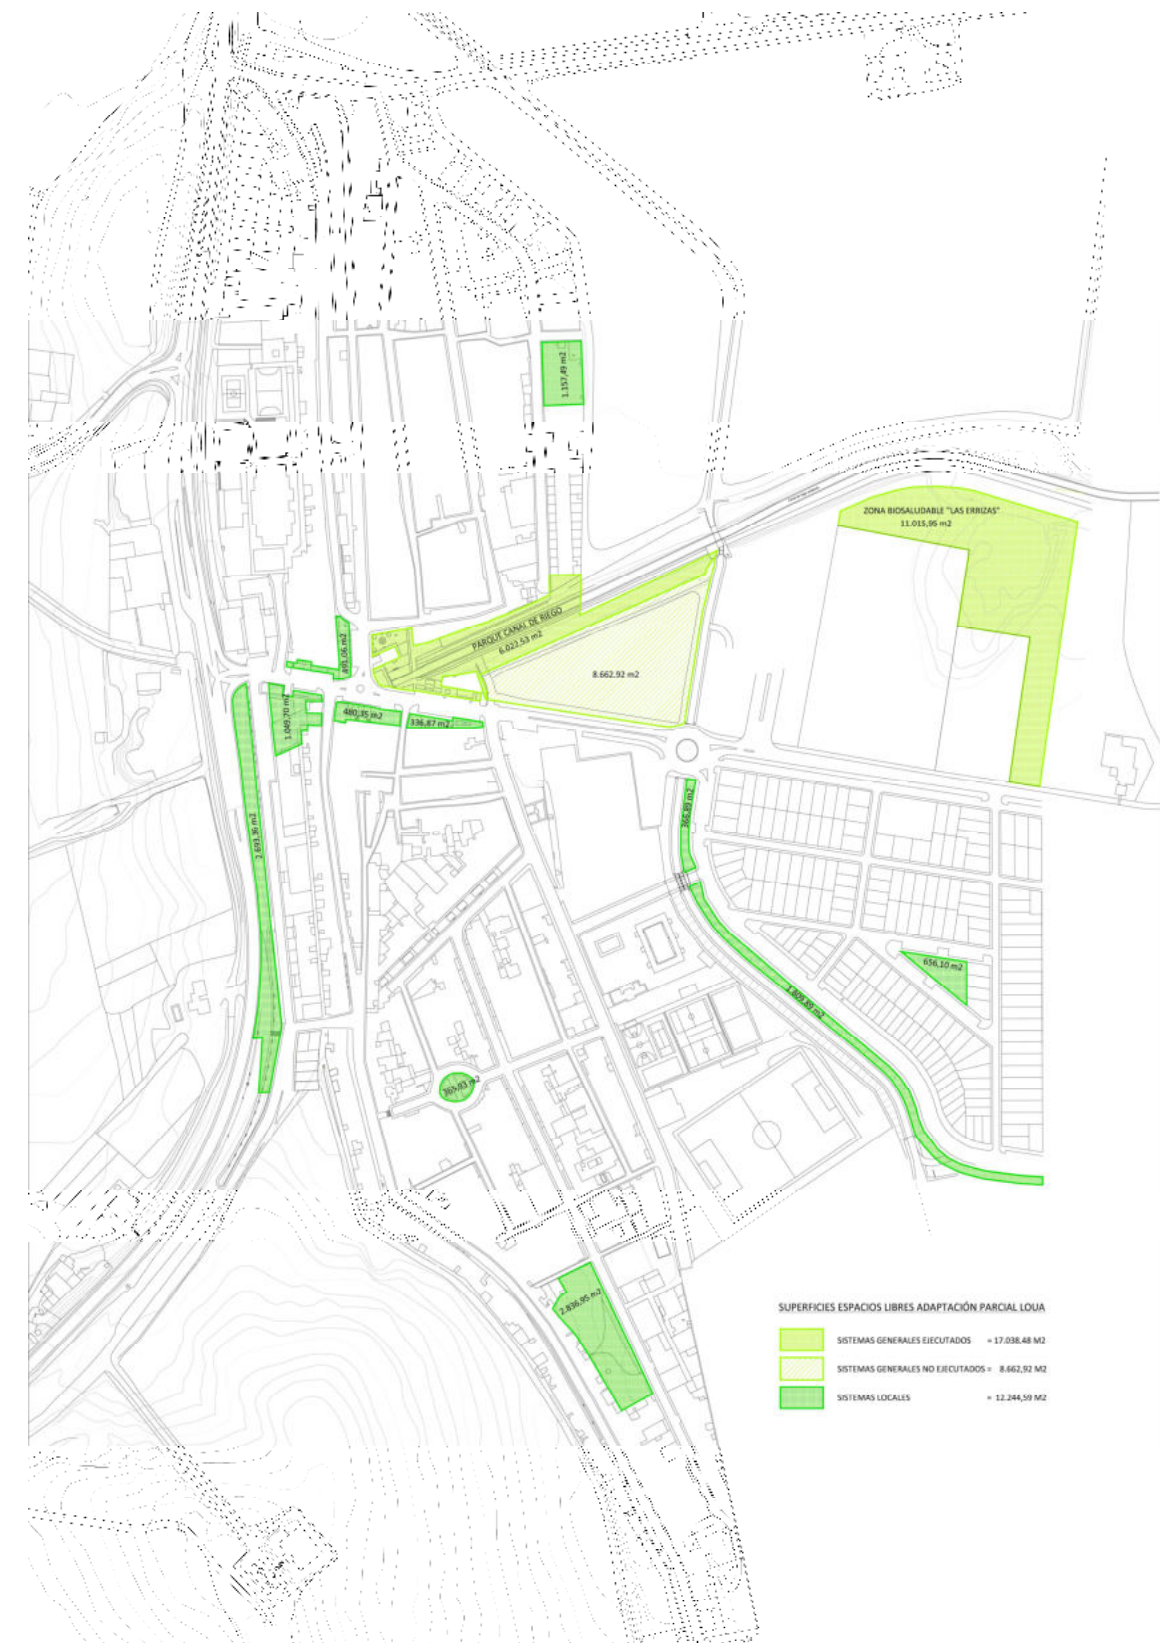 1.157,49 m2
ZONA BIOSALUDABLE "LAS ERRIZAS"
11.015,95 m2
PARQUE CANAL DE RIEGO
6.022,53 m2
491,06 m2
8.662,92 m2
1.049,70 m2
480,35 m2
336,87 m2
2.693,36 m2
366,89 m2
656,10 m2
1.809,89 m2
365,93 m2
2.836,95 m2
SUPERFICIES ESPACIOS LIBRES ADAPTACIÓN PARCIAL LOUA
SISTEMAS GENERALES EJECUTADOS = 17.038,48 M2
SISTEMAS GENERALES NO EJECUTADOS = 8.662,92 M2
SISTEMAS LOCALES = 12.244,59 M2